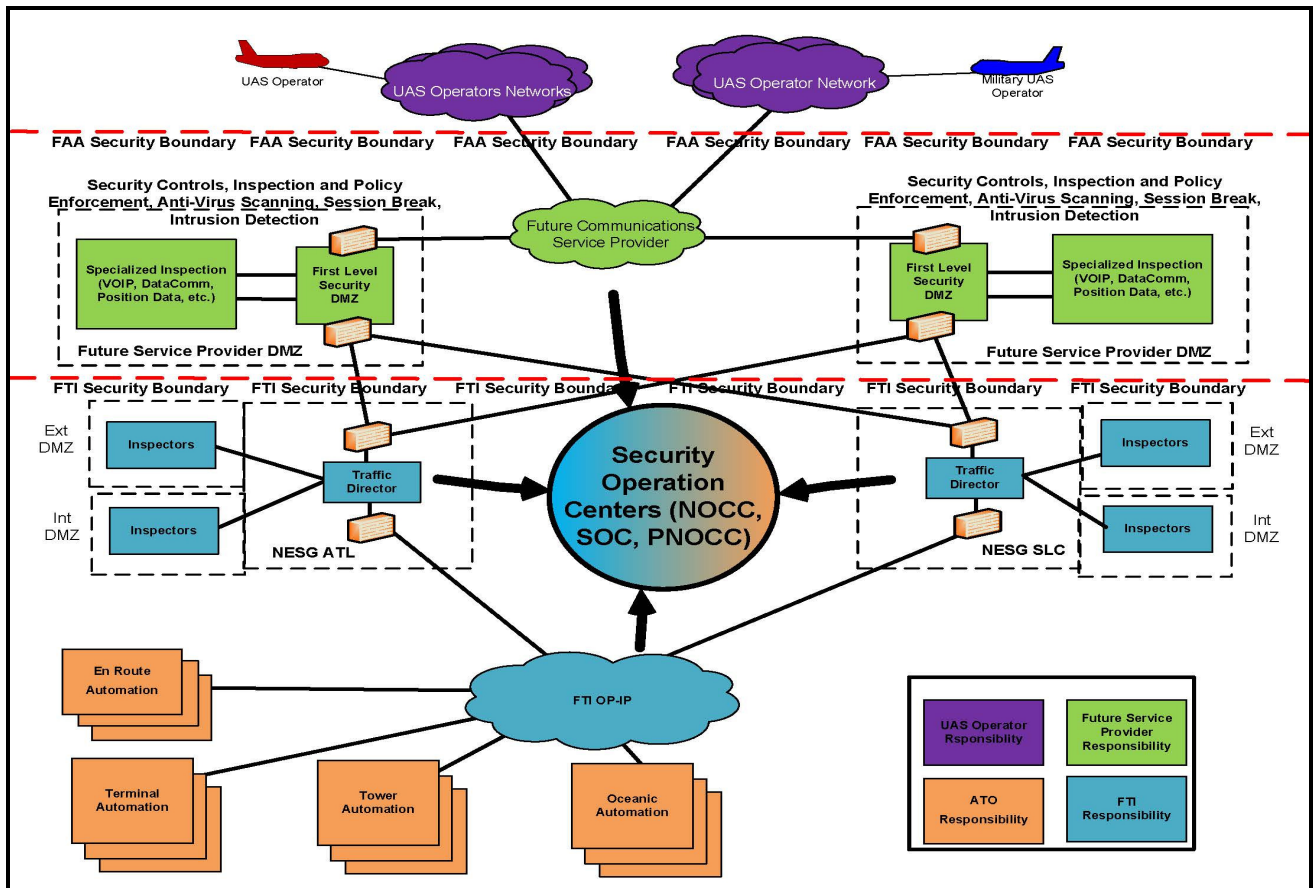 UAS Operator
UAS Operators Networks
UAS Operator Network
Military UAS
Operator
FAA Security Boundary FAA Security Boundary FAA Security Boundary FAA Security Boundary FAA Security Boundary
Security Controls, Inspection and Policy
Enforcement, Anti-Virus Scanning, Session Break,
Intrusion Detection
Specialized Inspection
(VOIP, DataComm,
Position Data, etc.)
First Level
Security
DMZ
Future Service Provider DMZ
Future Communications
Service Provider
Security Controls, Inspection and Policy
Enforcement, Anti-Virus Scanning, Session Break,
Intrusion Detection
First Level
Security
DMZ
Specialized Inspection
(VOIP, DataComm,
Position Data, etc.)
Future Service Provider DMZ
FTI Security Boundary FTI Security Boundary FTI Security Boundary FTI Security Boundary FTI Security Boundary FTI Security Boundary
Ext
DMZ
Inspectors
Int
DMZ
Inspectors
Traffic
Director
NESG ATL
Security
Operation
Centers (NOCC,
SOC, PNOCC)
Traffic
Director
NESG SLC
Inspectors
Ext
DMZ
Inspectors
Int
DMZ
FTI OP-IP
En Route
Automation
Terminal
Automation
Tower
Automation
Oceanic
Automation
UAS Operator
Rsponsiblity
Future Service
Provider
Responsibility
ATO
Responsibility
FTI
Responsibility